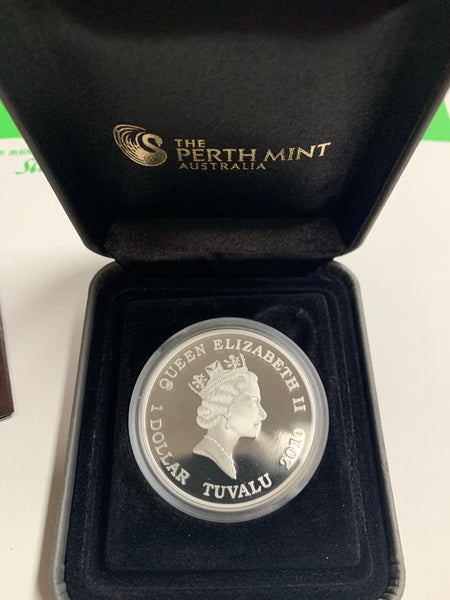 THE
PERTH MINT
AUSTRALIA
QUEEN ELIZABETH II
2010
1 DOLLAR TUVALU